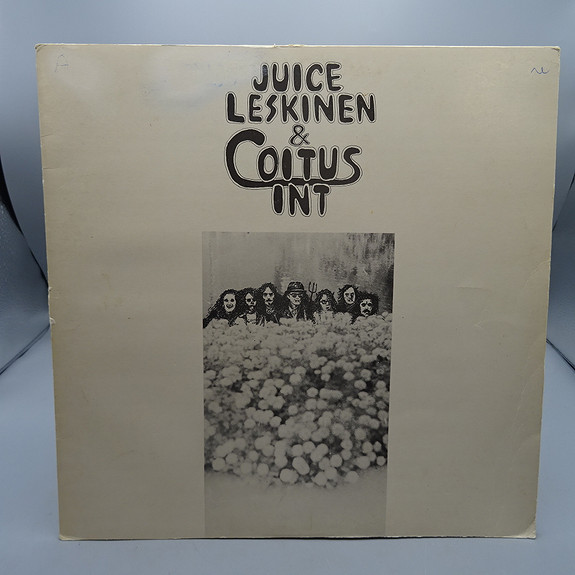 JUICE
LESKINEN
&
COITUS
INT